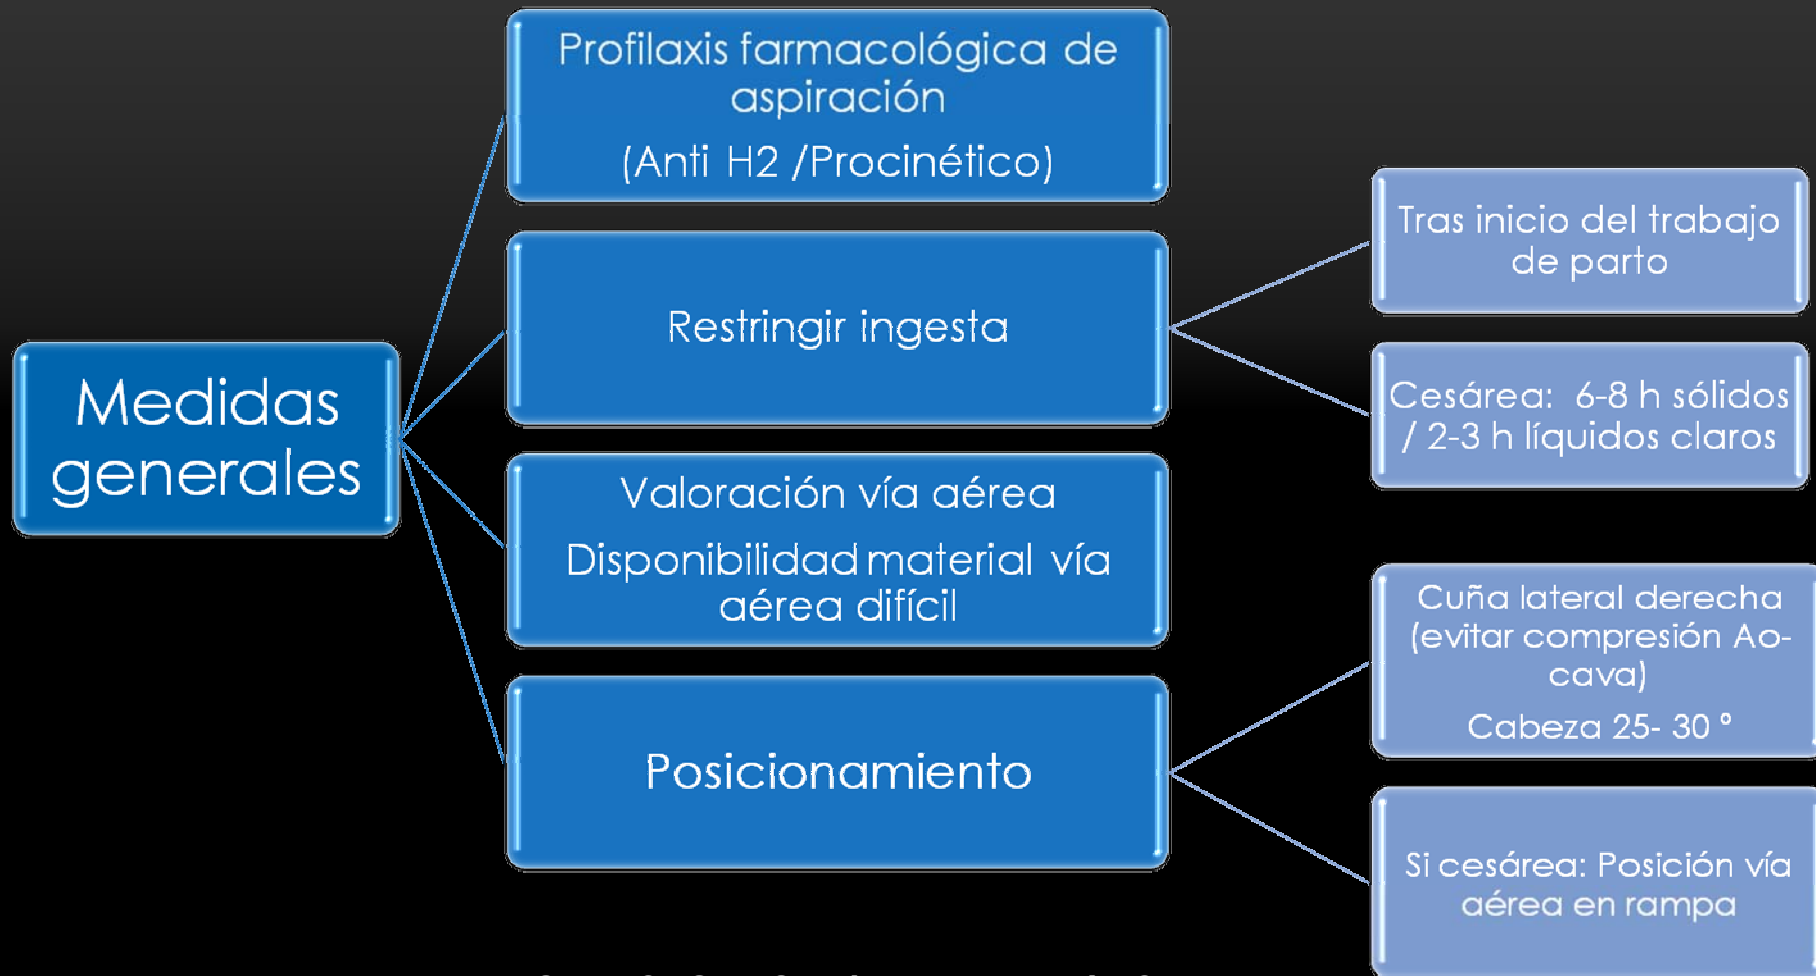 Medidas
generales
Profilaxis farmacológica de
aspiración
(Anti H2 /Procinético)
Restringir ingesta
Tras inicio del trabajo
de parto
Cesárea:  6-8 h sólidos
/ 2-3 h líquidos claros
Valoración vía aérea
Disponibilidad material vía
aérea difícil
Posicionamiento
Cuña lateral derecha
(evitar compresión Ao-
cava)
Cabeza 25- 30 º
Si cesárea: Posición vía
aérea en rampa